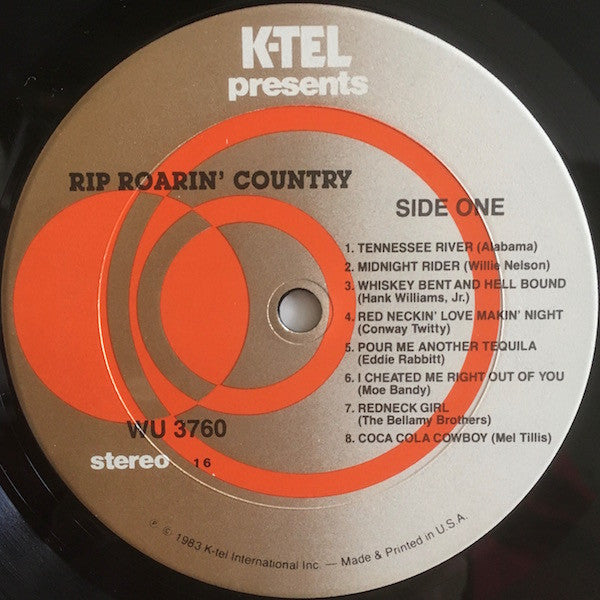 K-TEL
presents
RIP ROARIN' COUNTRY
SIDE ONE
1. TENNESSEE RIVER (Alabama)
2. MIDNIGHT RIDER (Willie Nelson)
3. WHISKEY BENT AND HELL BOUND
(Hank Williams, Jr.)
4. RED NECKIN' LOVE MAKIN' NIGHT
(Conway Twitty)
5. POUR ME ANOTHER TEQUILA
(Eddie Rabbitt)
6. I CHEATED ME RIGHT OUT OF YOU
(Moe Bandy)
7. REDNECK GIRL
(The Bellamy Brothers)
8. COCA COLA COWBOY (Mel Tillis)
WU 3760
stereo 16
℗ © 1983 K-tel International Inc. — Made & Printed in U.S.A.